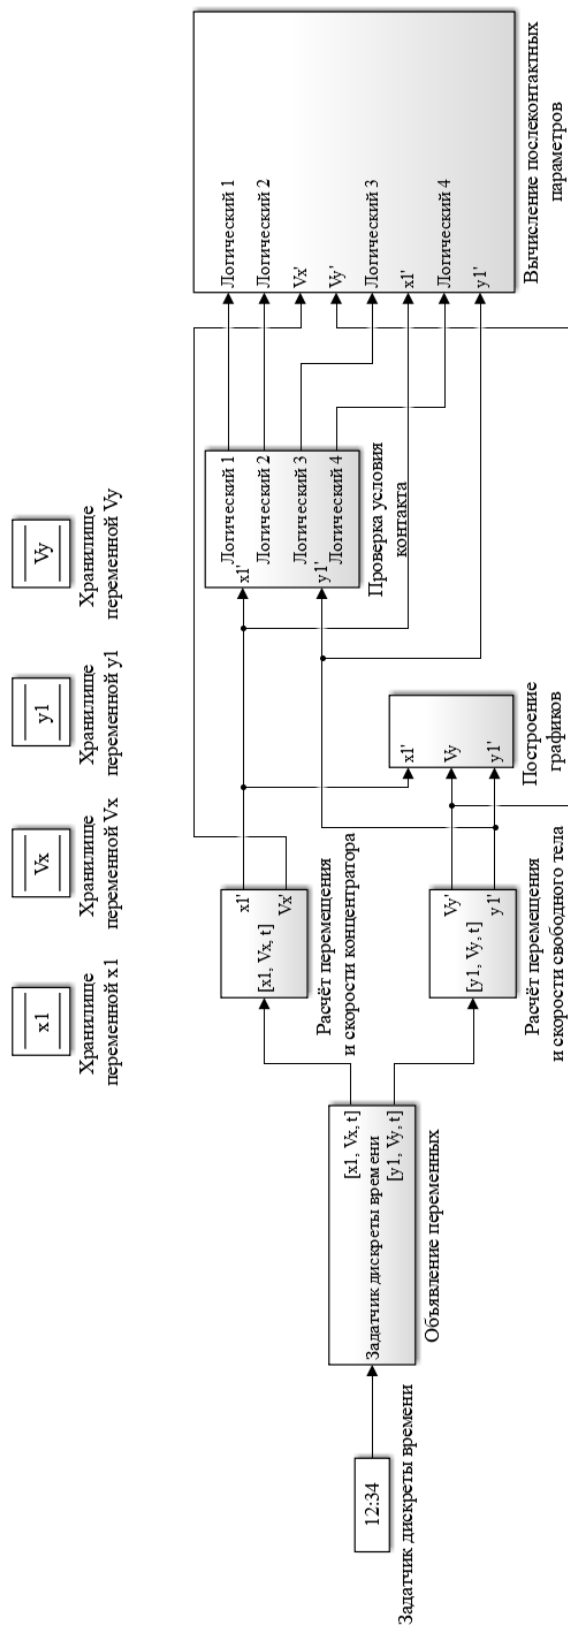 x1
Хранилище
переменной x1
Vx
Хранилище
переменной Vx
y1
Хранилище
переменной y1
Vy
Хранилище
переменной Vy
12:34
Задатчик дискреты времени
Задатчик дискреты времени
[x1, Vx, t]
[y1, Vy, t]
Объявление переменных
[x1, Vx, t]
x1'
Vx'
Расчёт перемещения
и скорости концентратора
[y1, Vy, t]
Vy'
y1'
Расчёт перемещения
и скорости свободного тела
x1'
Vy
y1'
Построение
графиков
x1'
y1'
Логический 1
Логический 2
Логический 3
Логический 4
Проверка условия
контакта
Логический 1
Логический 2
Vx'
Vy'
Логический 3
x1'
Логический 4
y1'
Вычисление послеконтактных
параметров